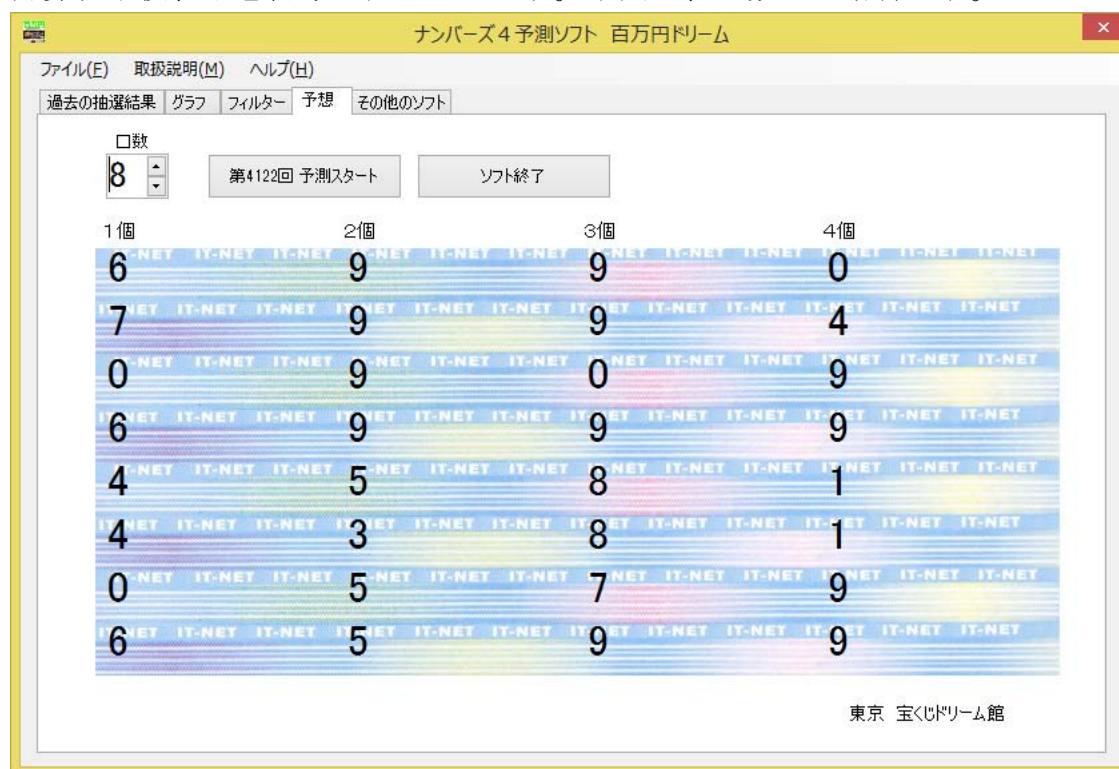 ナンバーズ4予測ソフト 百万円ドリーム
ファイル(F) 取扱説明(M) ヘルプ(H)
過去の抽選結果 グラフ フィルター 予想 その他のソフト
口数
8 第4122回 予測スタート ソフト終了
1個 2個 3個 4個
6 9 9 0
7 9 9 4
0 9 0 9
6 9 9 9
4 5 8 1
4 3 8 1
0 5 7 9
6 5 9 9
東京 宝くじドリーム館